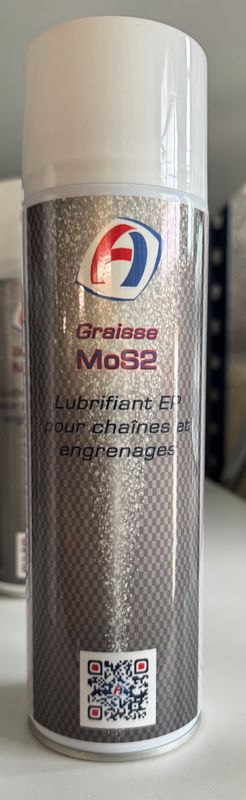 Graisse
MoS2
Lubrifiant EP
pour chaînes et
engrenages